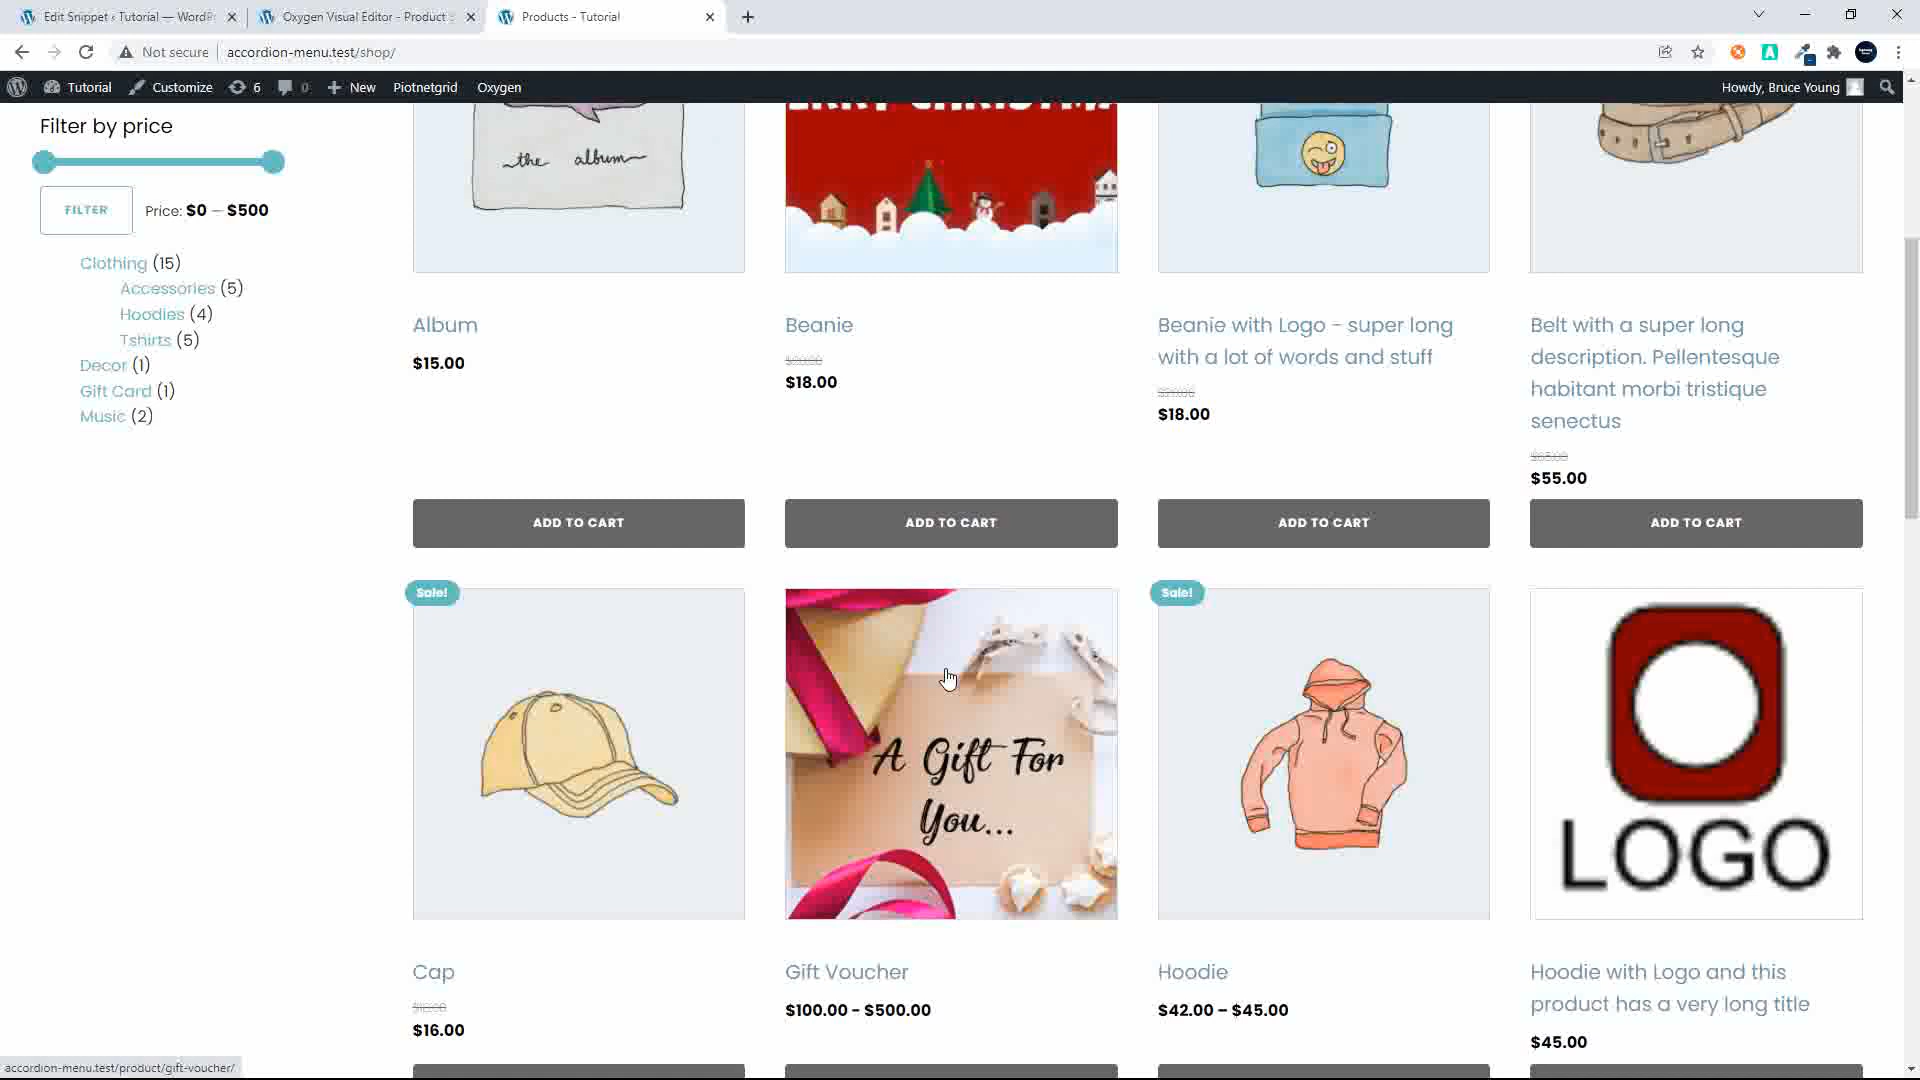 Edit Snippet ‹ Tutorial — WordPr
Oxygen Visual Editor - Product
Products - Tutorial
Not secure
accordion-menu.test/shop/
Tutorial
Customize
6
0
New
Piotnetgrid
Oxygen
Howdy, Bruce Young
Filter by price
FILTER
Price: $0 — $500
Clothing (15)
Accessories (5)
Hoodies (4)
Tshirts (5)
Decor (1)
Gift Card (1)
Music (2)
the album
Album
$15.00
ADD TO CART
Beanie
$18.00
ADD TO CART
Beanie with Logo - super long
with a lot of words and stuff
$18.00
ADD TO CART
Belt with a super long
description. Pellentesque
habitant morbi tristique
senectus
$55.00
ADD TO CART
Sale!
Cap
$16.00
A Gift For
You...
Gift Voucher
$100.00 - $500.00
Sale!
Hoodie
$42.00 – $45.00
LOGO
Hoodie with Logo and this
product has a very long title
$45.00
accordion-menu.test/product/gift-voucher/